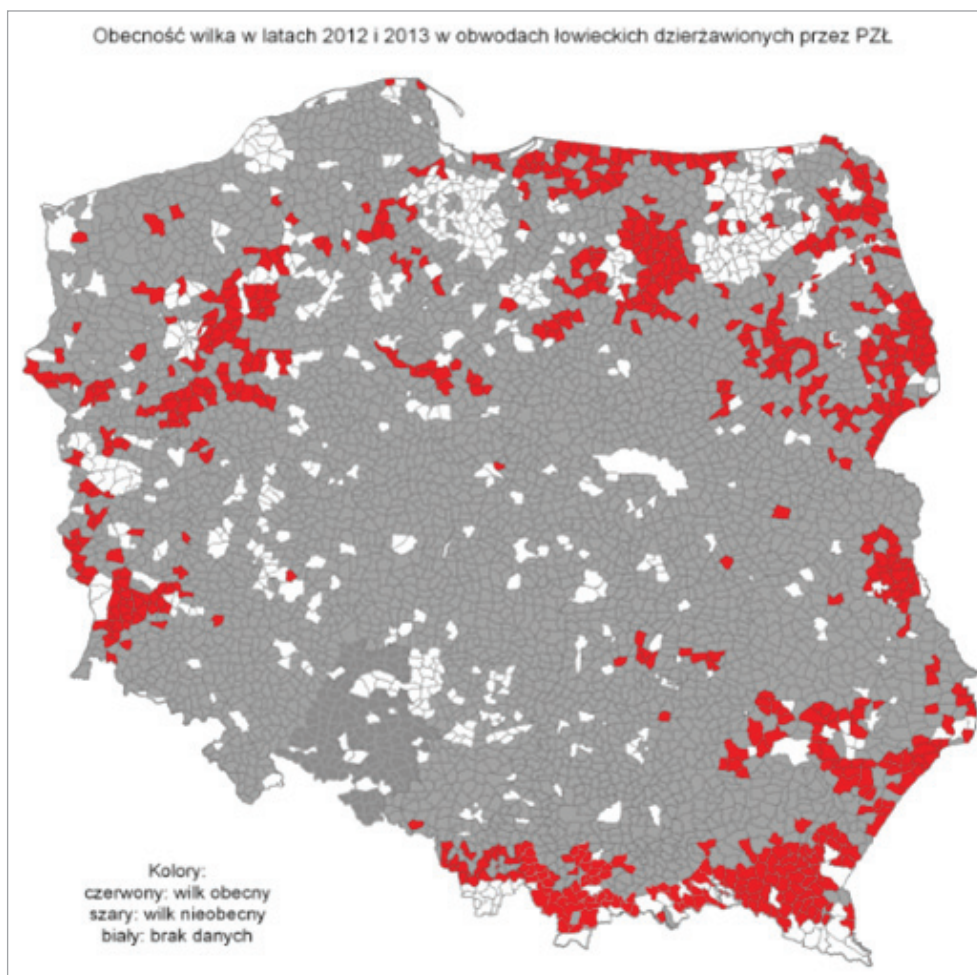 Obecność wilka w latach 2012 i 2013 w obwodach łowieckich dzierżawionych przez PZŁ
Kolory:
czerwony: wilk obecny
szary: wilk nieobecny
biały: brak danych